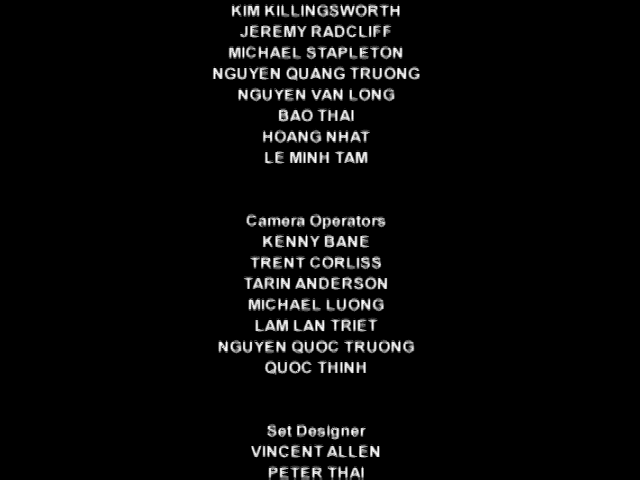 KIM KILLINGSWORTH
JEREMY RADCLIFF
MICHAEL STAPLETON
NGUYEN QUANG TRUONG
NGUYEN VAN LONG
BAO THAI
HOANG NHAT
LE MINH TAM
Camera Operators
KENNY BANE
TRENT CORLISS
TARIN ANDERSON
MICHAEL LUONG
LAM LAN TRIET
NGUYEN QUOC TRUONG
QUOC THINH
Set Designer
VINCENT ALLEN
PETER THAI